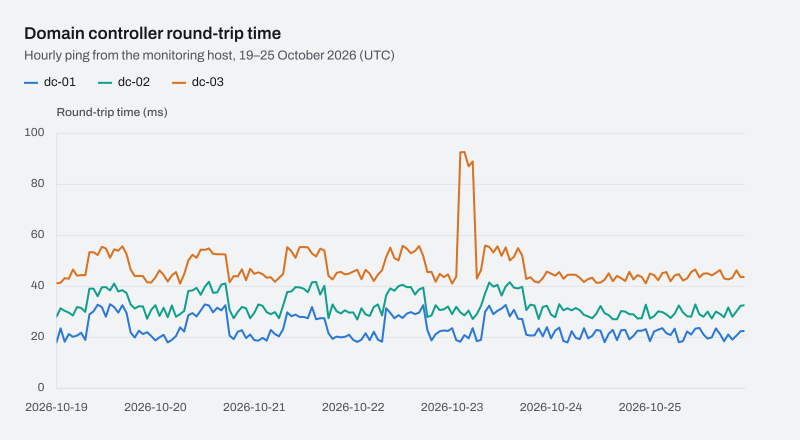 Domain controller round-trip time
Hourly ping from the monitoring host, 19–25 October 2026 (UTC)
dc-01 dc-02 dc-03
Round-trip time (ms)
100
80
60
40
20
0
2026-10-19 2026-10-20 2026-10-21 2026-10-22 2026-10-23 2026-10-24 2026-10-25